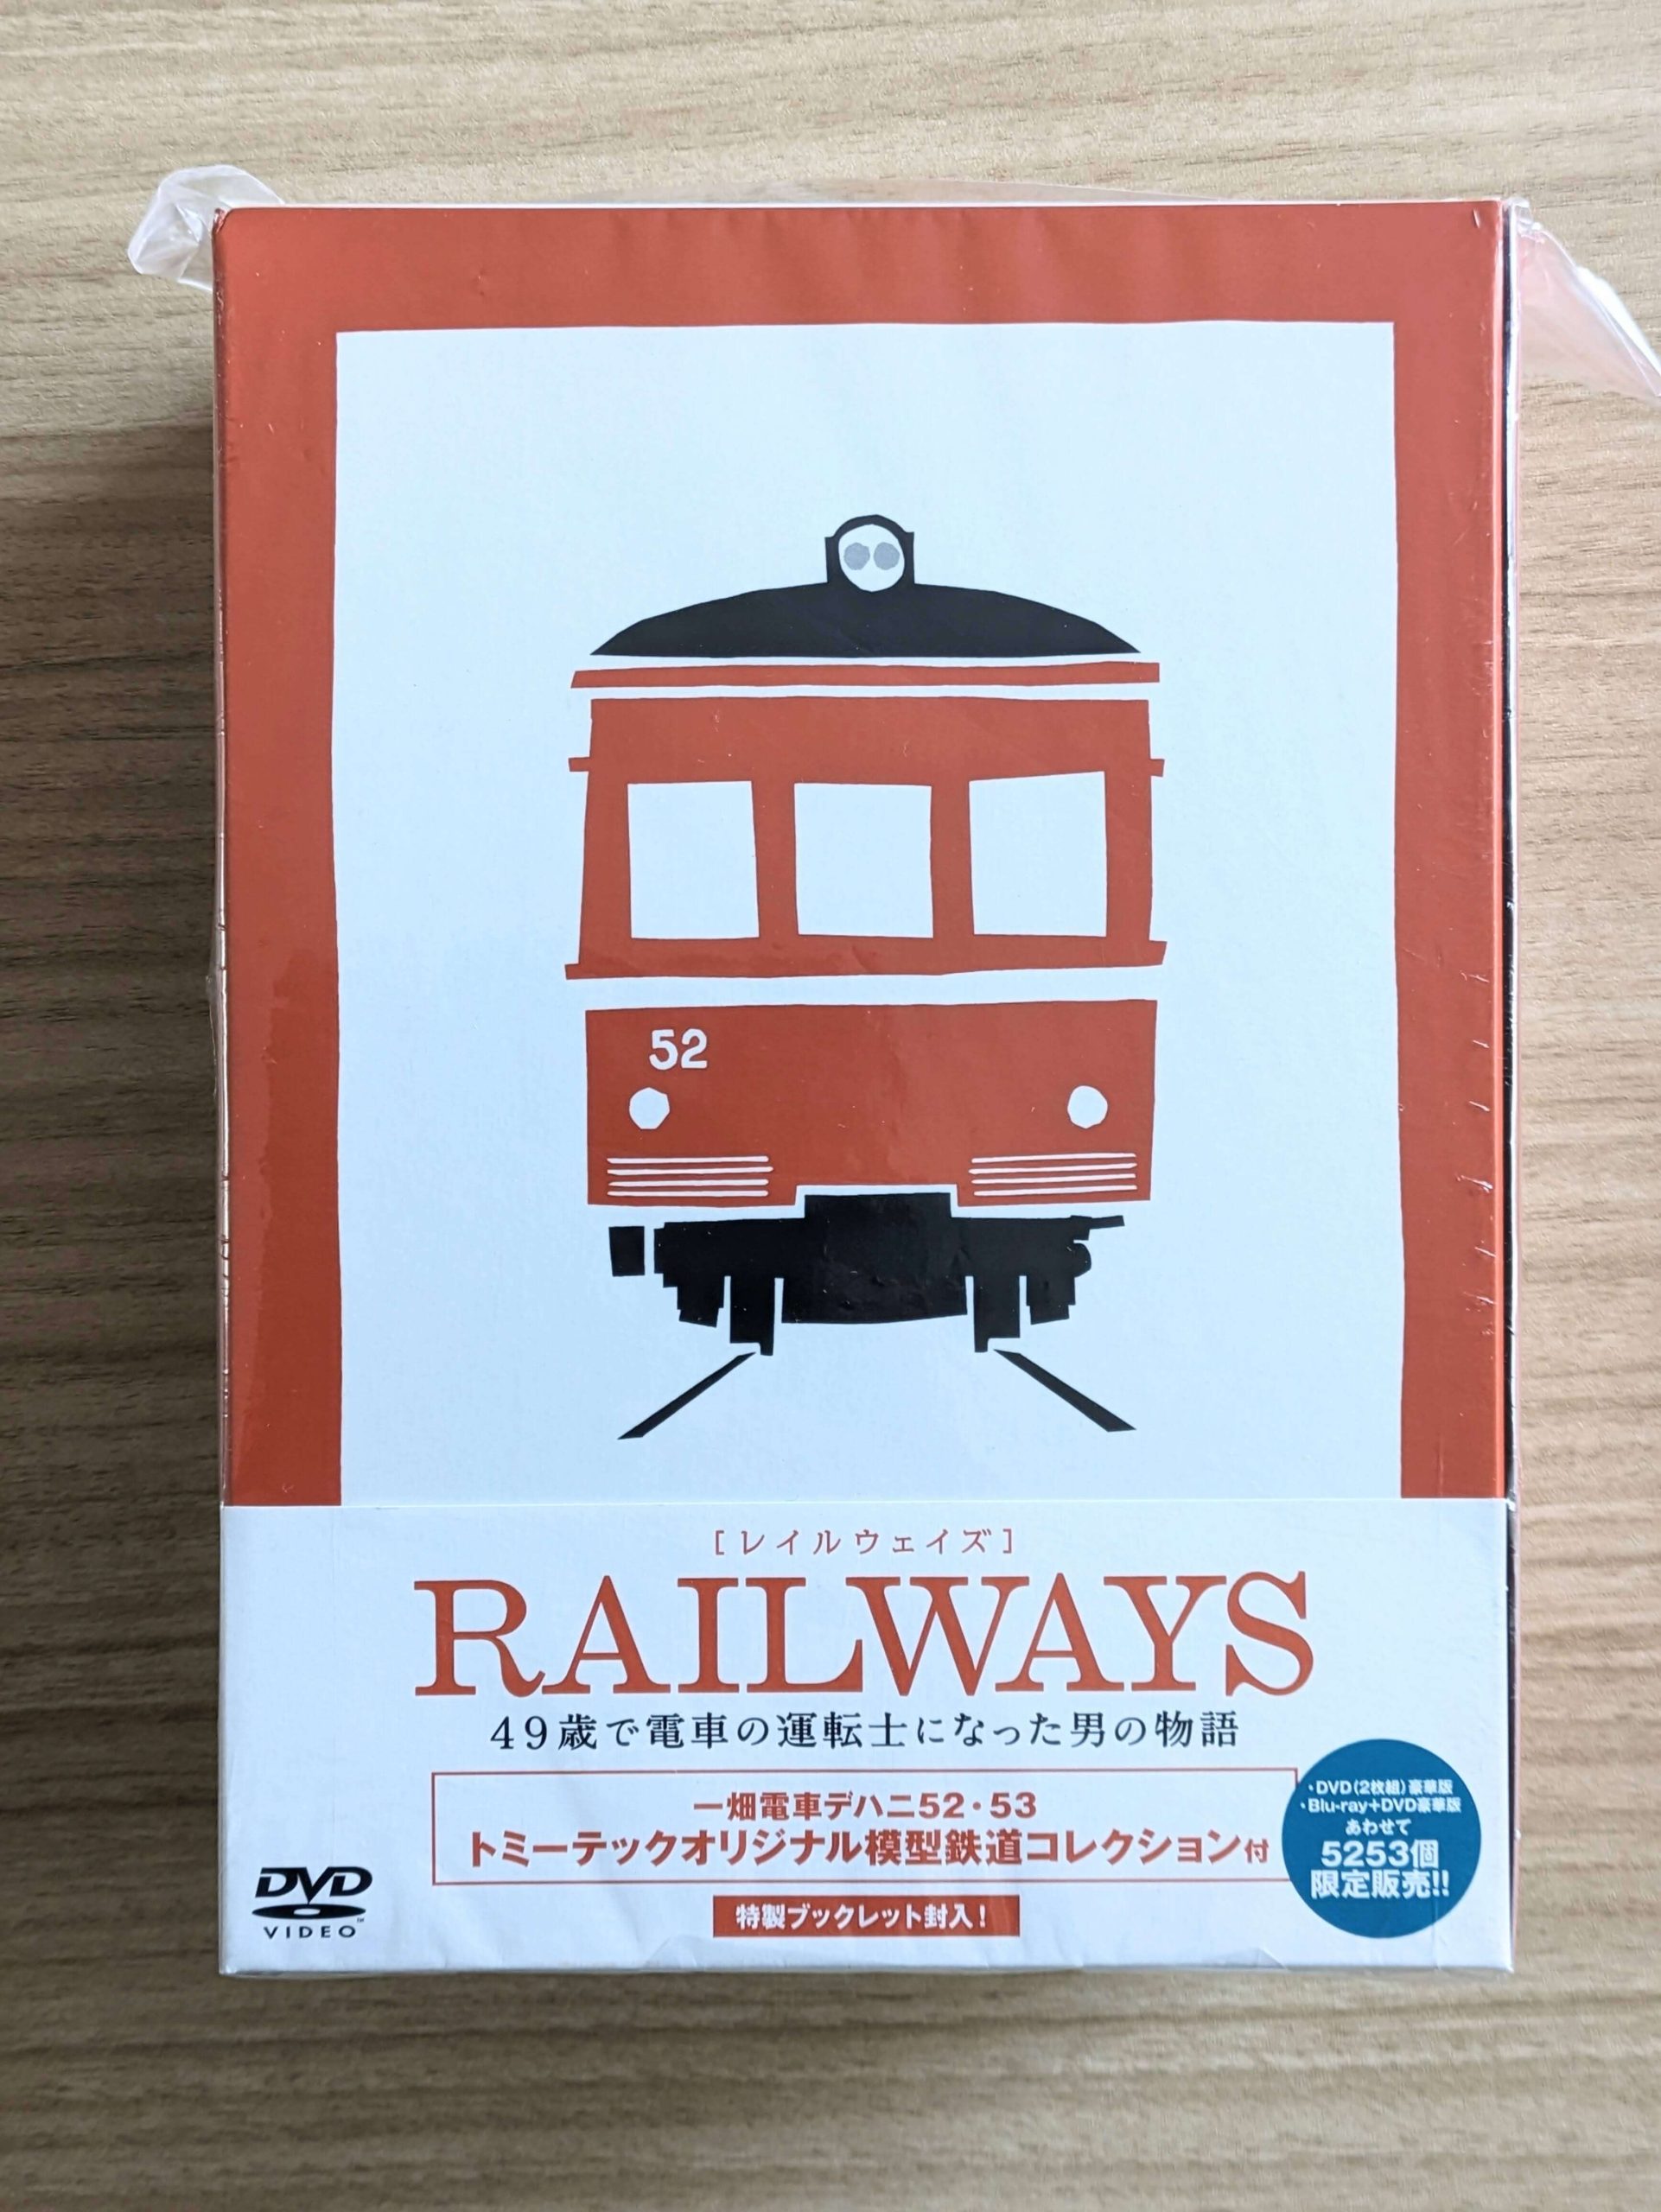 52
[レイルウェイズ]
RAILWAYS
49歳で電車の運転士になった男の物語
一畑電車デハニ52・53
トミーテックオリジナル模型鉄道コレクション付
特製ブックレット封入!
・DVD(2枚組)豪華版
・Blu-ray+DVD豪華版
あわせて
5253個
限定販売!!
DVD
VIDEO™